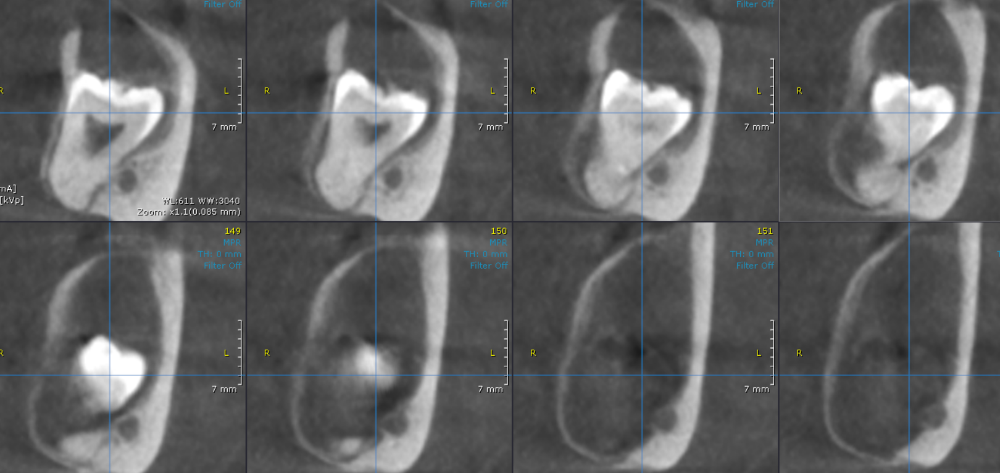 Filter Off
Filter Off
Filter Off
R
L
R
L
R
L
R
7 mm
7 mm
7 mm
mA]
[kVp]
WL:611 WW:3040
Zoom: x1.1(0.085 mm)
149
MPR
TH: 0 mm
Filter Off
150
MPR
TH: 0 mm
Filter Off
151
MPR
TH: 0 mm
Filter Off
R
L
R
L
R
L
R
7 mm
7 mm
7 mm